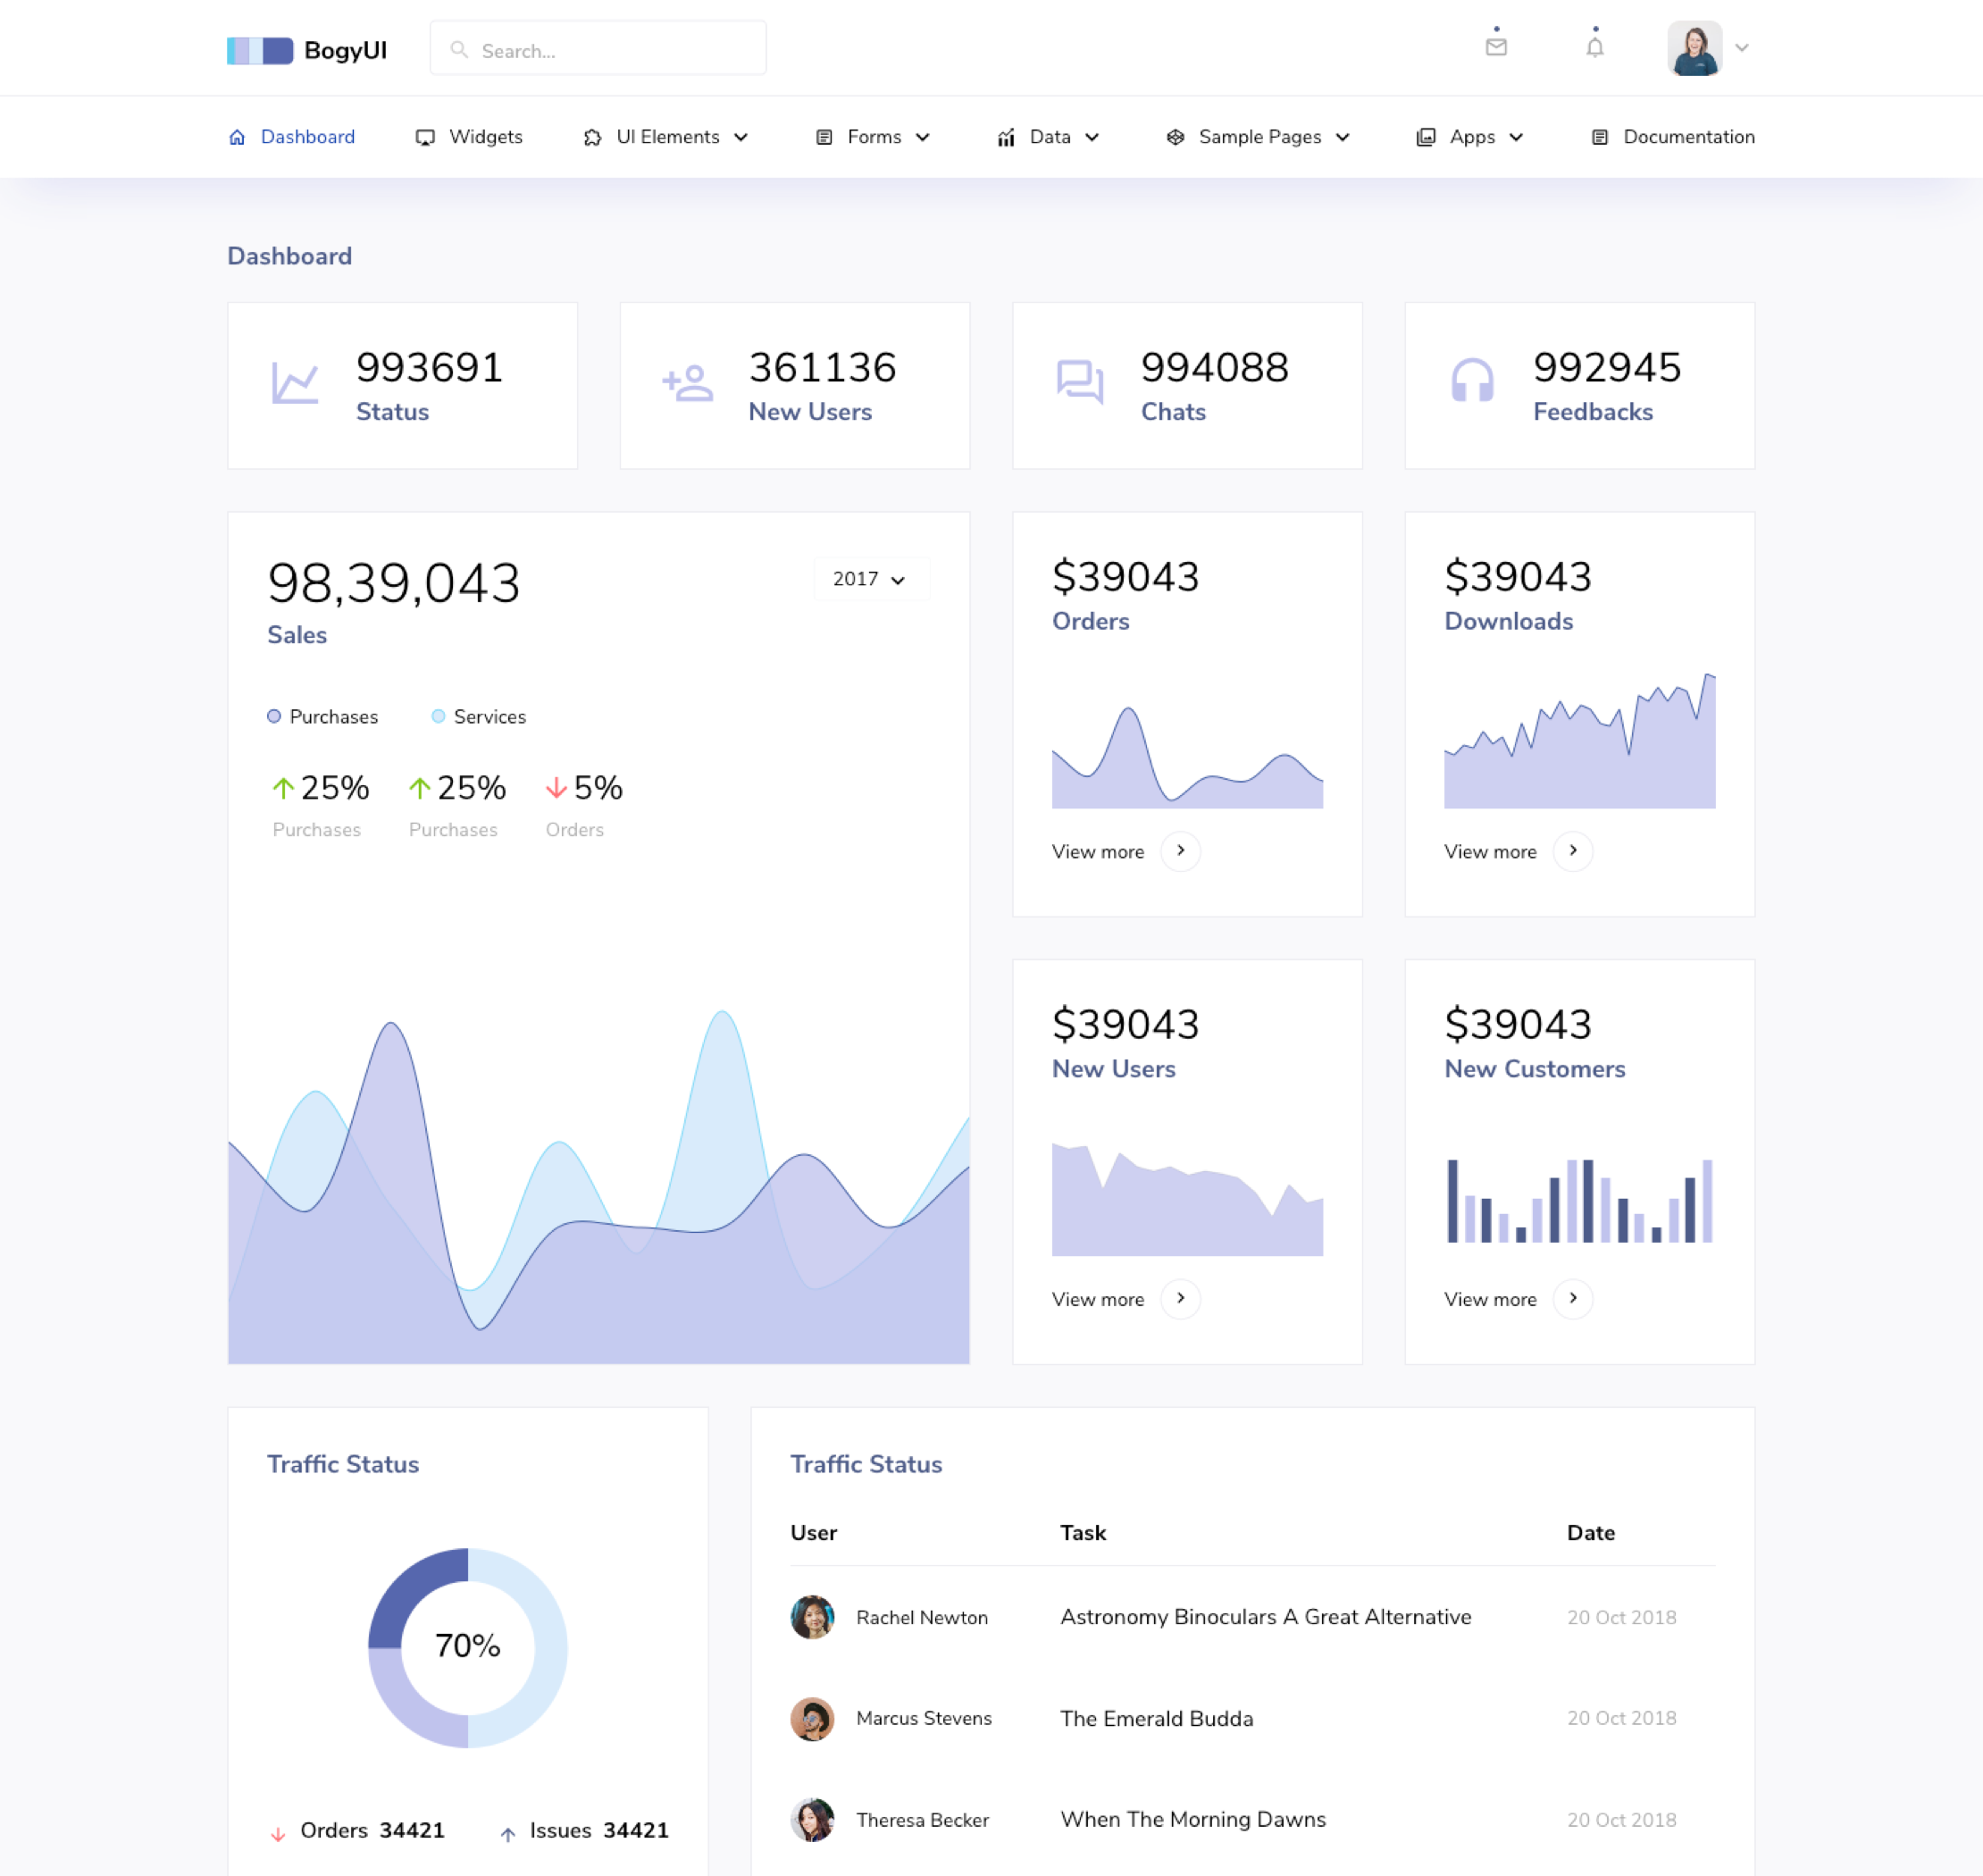 BogyUI
Search...
Dashboard Widgets UI Elements Forms Data Sample Pages Apps Documentation
Dashboard
993691
Status
361136
New Users
994088
Chats
992945
Feedbacks
98,39,043
Sales
2017
Purchases Services
25% 25% 5%
Purchases Purchases Orders
$39043
Orders
View more
$39043
Downloads
View more
$39043
New Users
View more
$39043
New Customers
View more
Traffic Status
70%
Orders 34421 Issues 34421
Traffic Status
User Task Date
Rachel Newton Astronomy Binoculars A Great Alternative 20 Oct 2018
Marcus Stevens The Emerald Budda 20 Oct 2018
Theresa Becker When The Morning Dawns 20 Oct 2018